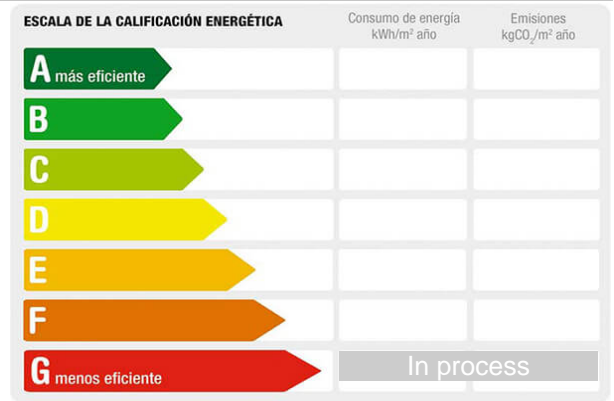 ESCALA DE LA CALIFICACIÓN ENERGÉTICA
Consumo de energía
kWh/m² año
Emisiones
kgCO₂/m² año
A más eficiente
B
C
D
E
F
G menos eficiente
In process